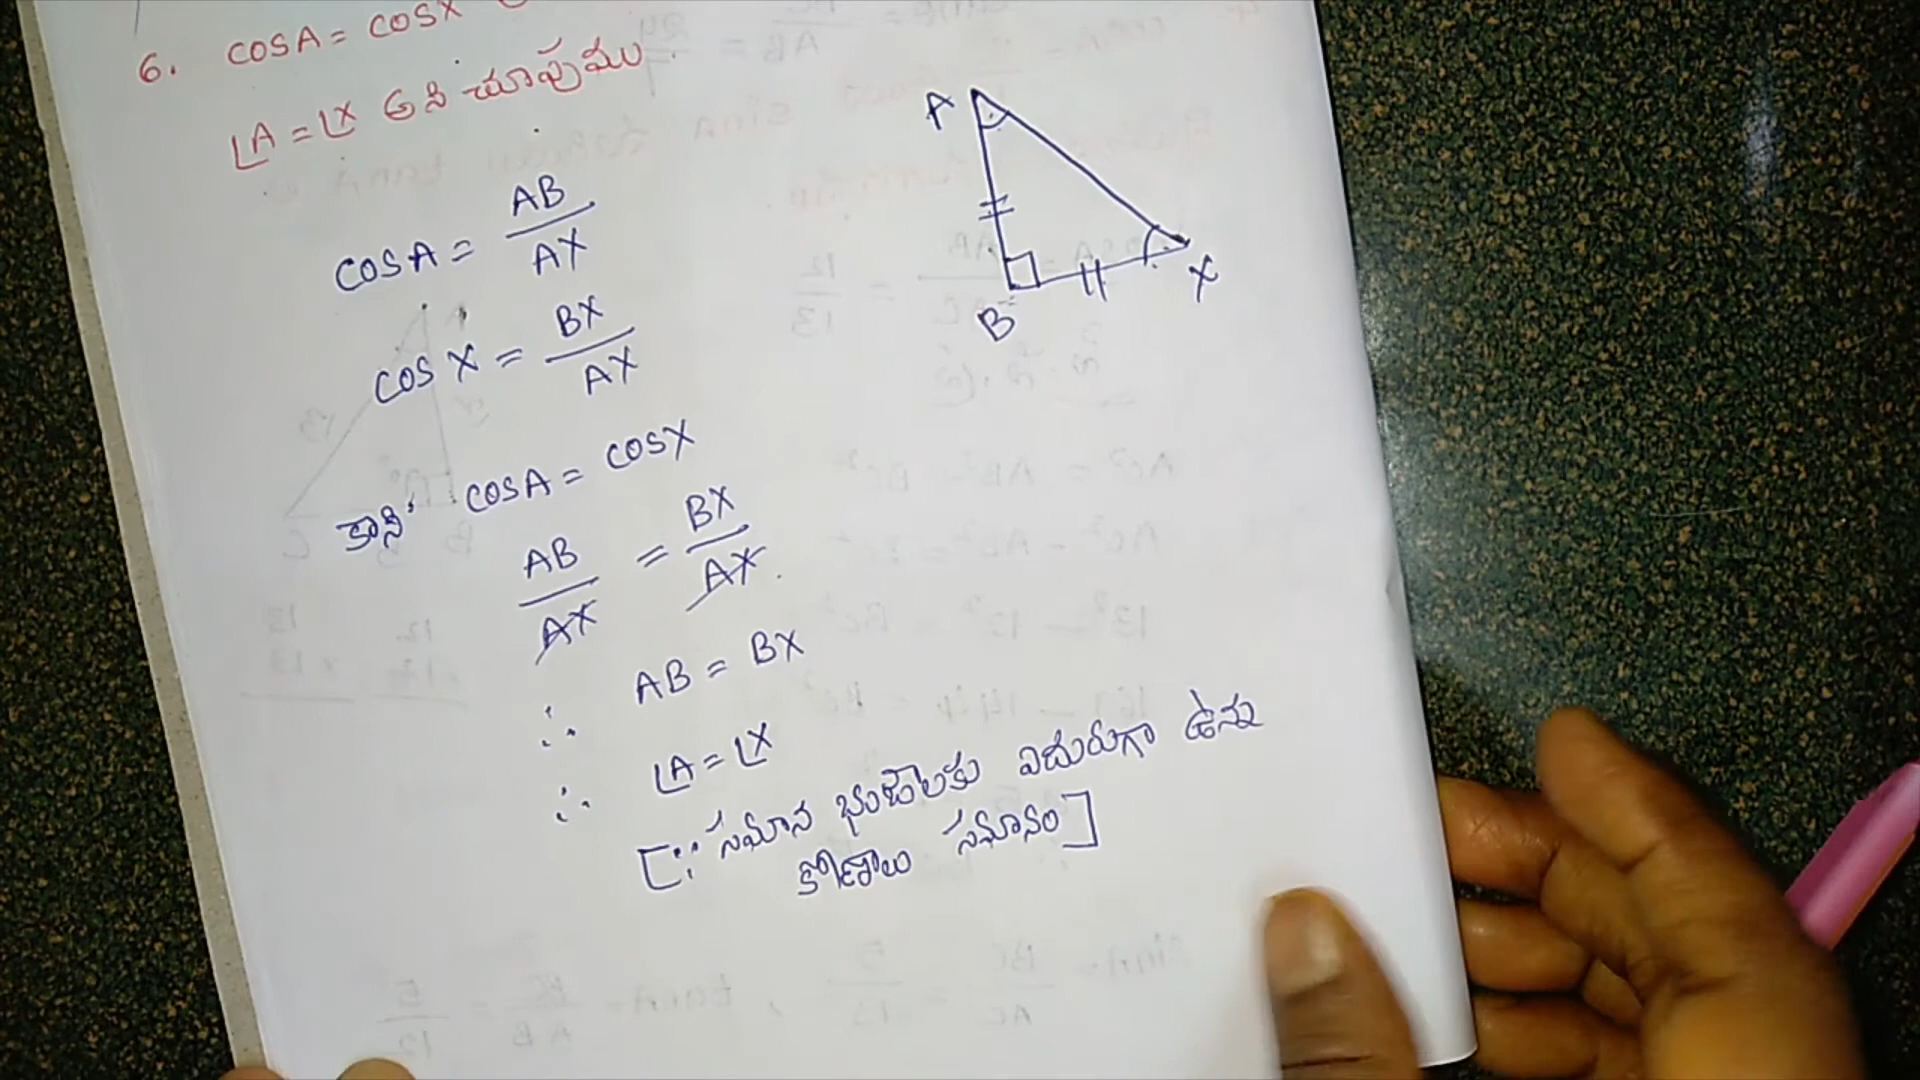 6. COSA = COSX
∟A = ∟X అని చూపుము.
A
X
B
COSA = AB / AX
COS X = BX / AX
కాని COSA = COSX
AB / AX = BX / AX
∴ AB = BX
∴ ∟A = ∟X
[∵ సమాన భుజాలకు ఎదురుగా ఉన్న
కోణాలు సమానం]